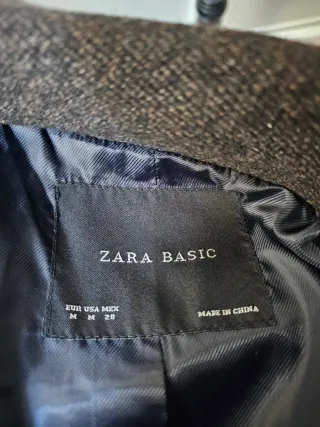 ZARA BASIC
EUR USA MEX
M M 28
MADE IN CHINA